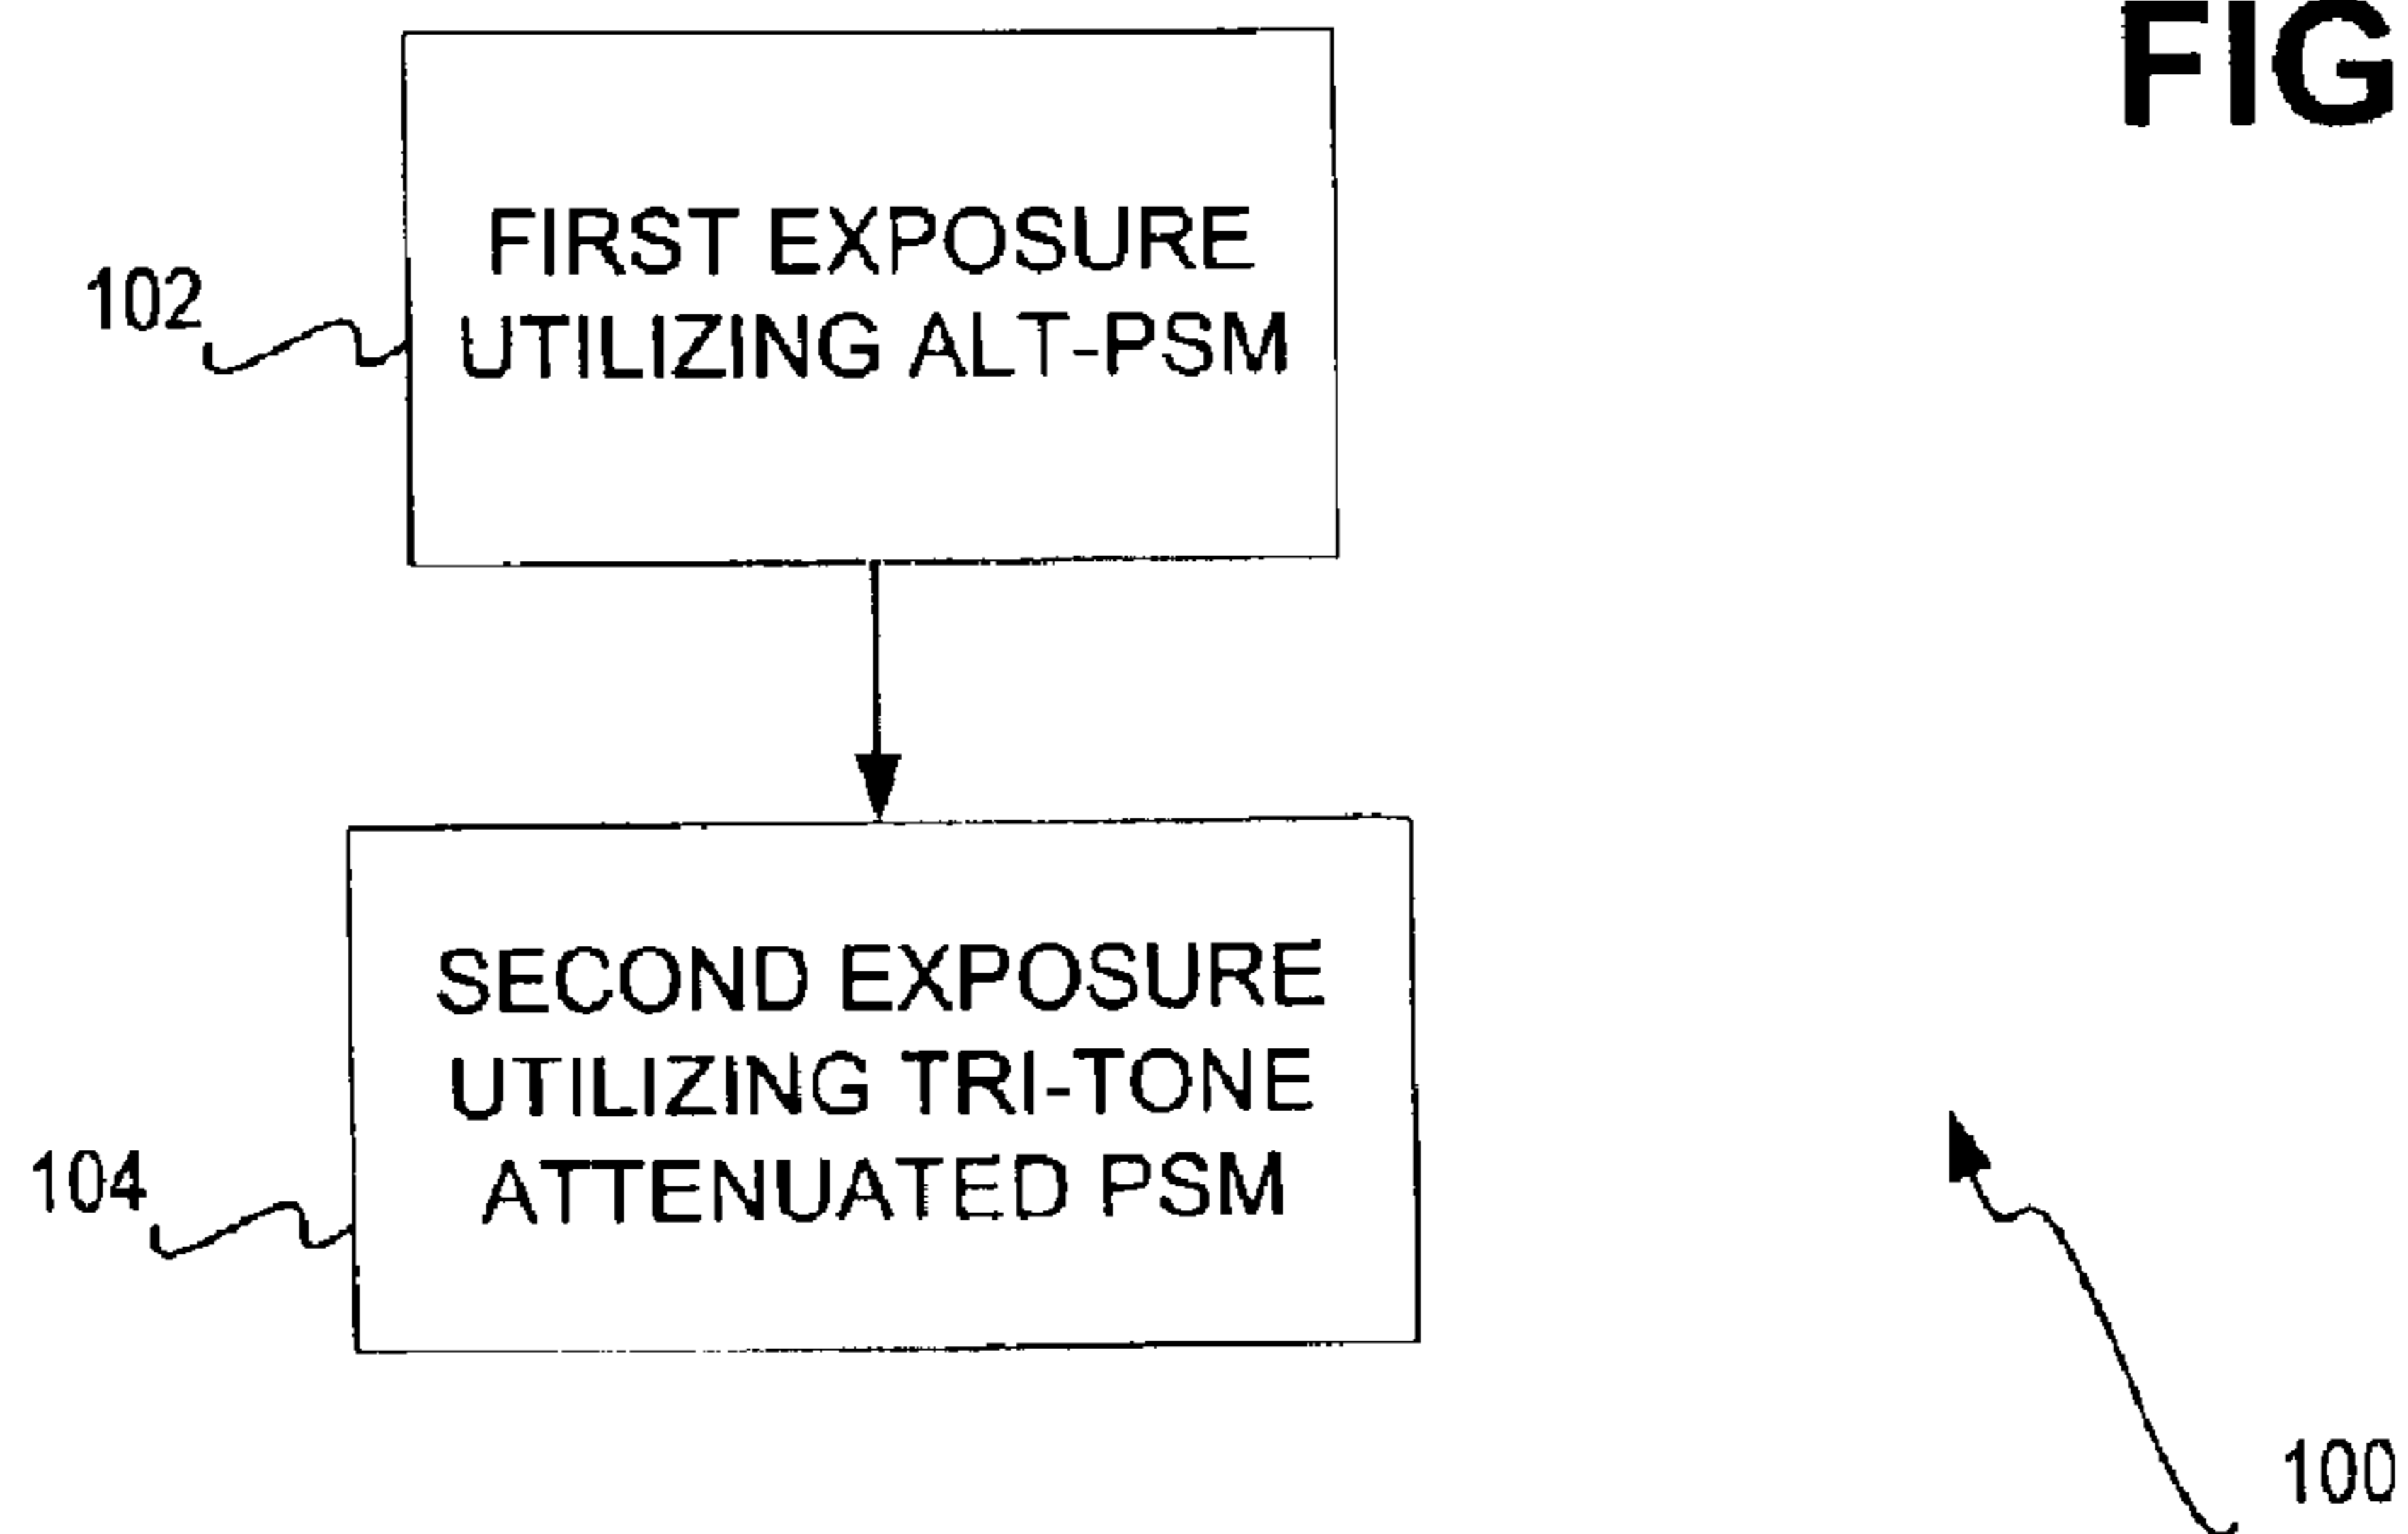 FIG
FIRST EXPOSURE
102
UTILIZING ALT-PSM
SECOND EXPOSURE
UTILIZING TRI-TONE
104
ATTENUATED PSM
100